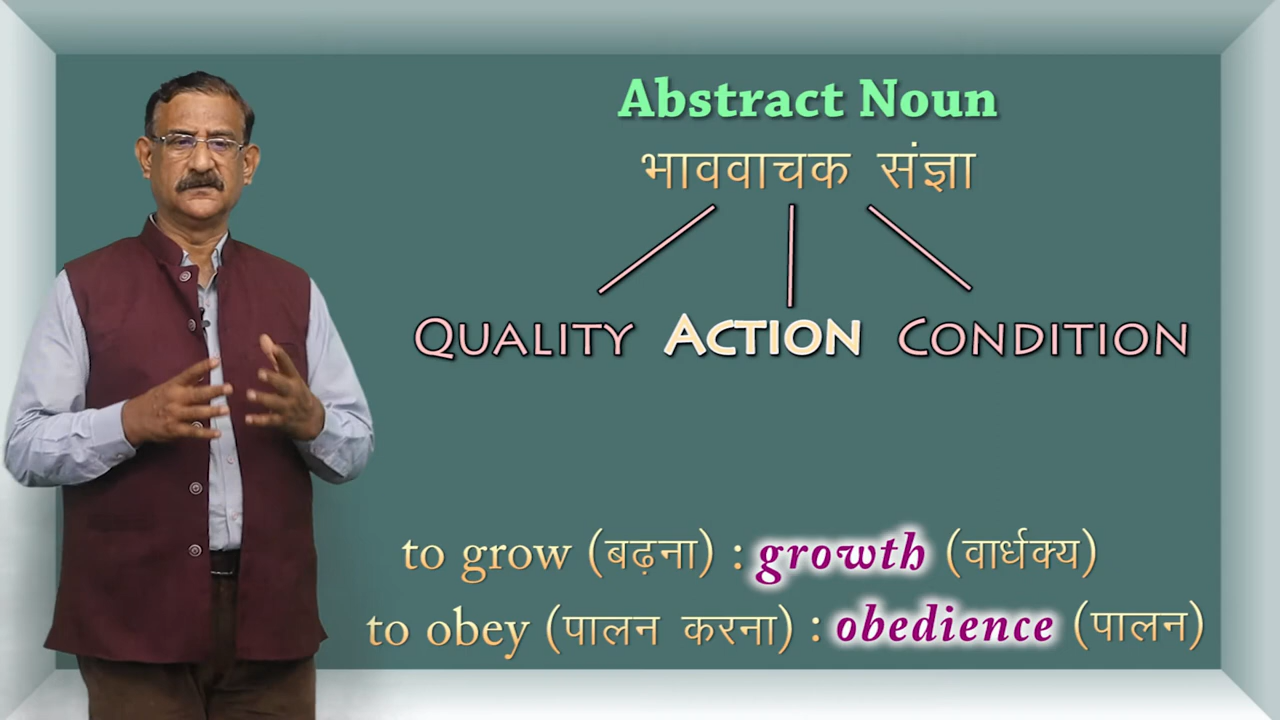 Abstract Noun
भाववाचक संज्ञा
QUALITY ACTION CONDITION
to grow (बढ़ना) : growth (वार्धक्य)
to obey (पालन करना) : obedience (पालन)